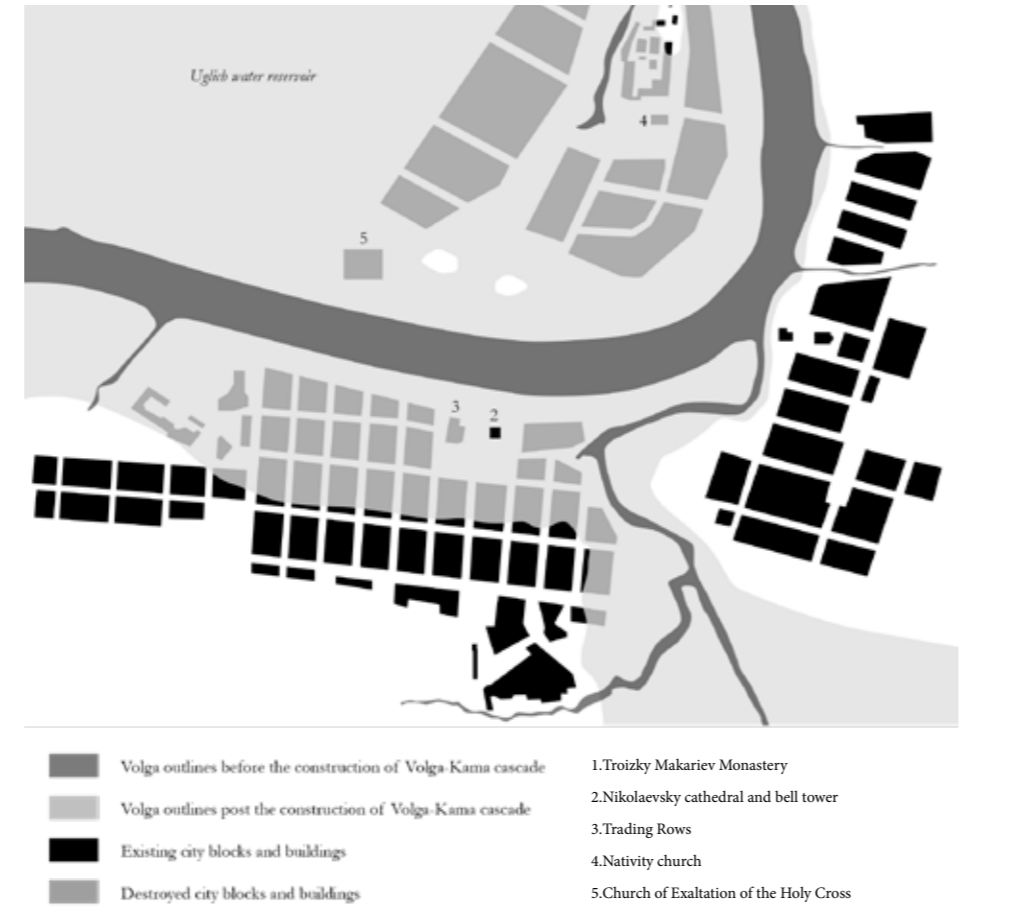 Uglich water reservoir
4
5
3
2
Volga outlines before the construction of Volga-Kama cascade
Volga outlines post the construction of Volga-Kama cascade
Existing city blocks and buildings
Destroyed city blocks and buildings
1.Troizky Makariev Monastery
2.Nikolaevsky cathedral and bell tower
3.Trading Rows
4.Nativity church
5.Church of Exaltation of the Holy Cross